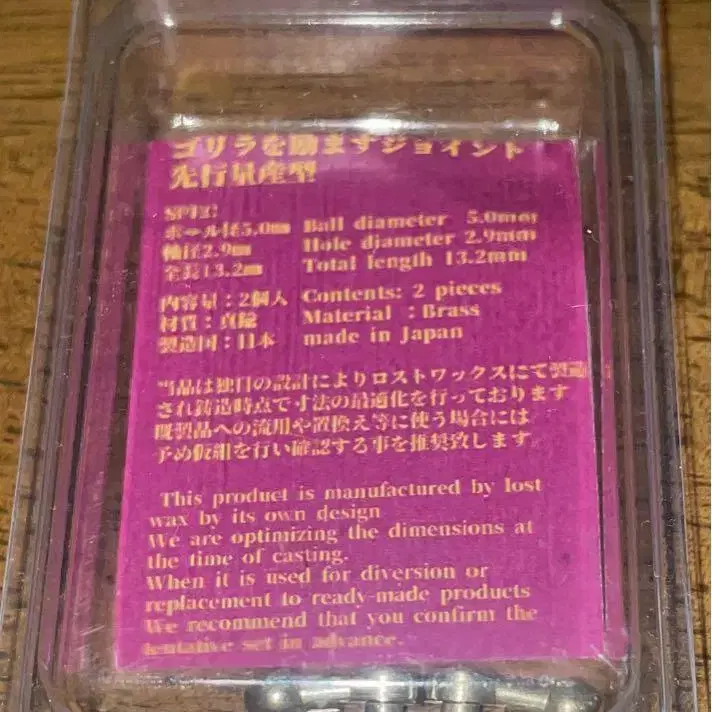 ゴリラを励ますジョイント
先行量産型
SPEC
ボール径5.0㎜ Ball diameter 5.0mm
軸径2.9㎜ Hole djameter 2.9mm
全長13.2㎜ Total length 13.2mm
内容量：2個入 Contents: 2 pieces
材質：真鍮 Material : Brass
製造国：日本 made in Japan
当品は独自の設計によりロストワックスにて製造
され鋳造時点で寸法の最適化を行っております
既製品への流用や置換え等に使う場合には
予め仮組を行い確認する事を推奨致します
This product is manufactured by lost
wax by its own design
We are optimizing the dimensions at
the time of casting.
When it is used for diversion or
replacement to ready-made products
We recommend that you confirm the
tentative set in advance.